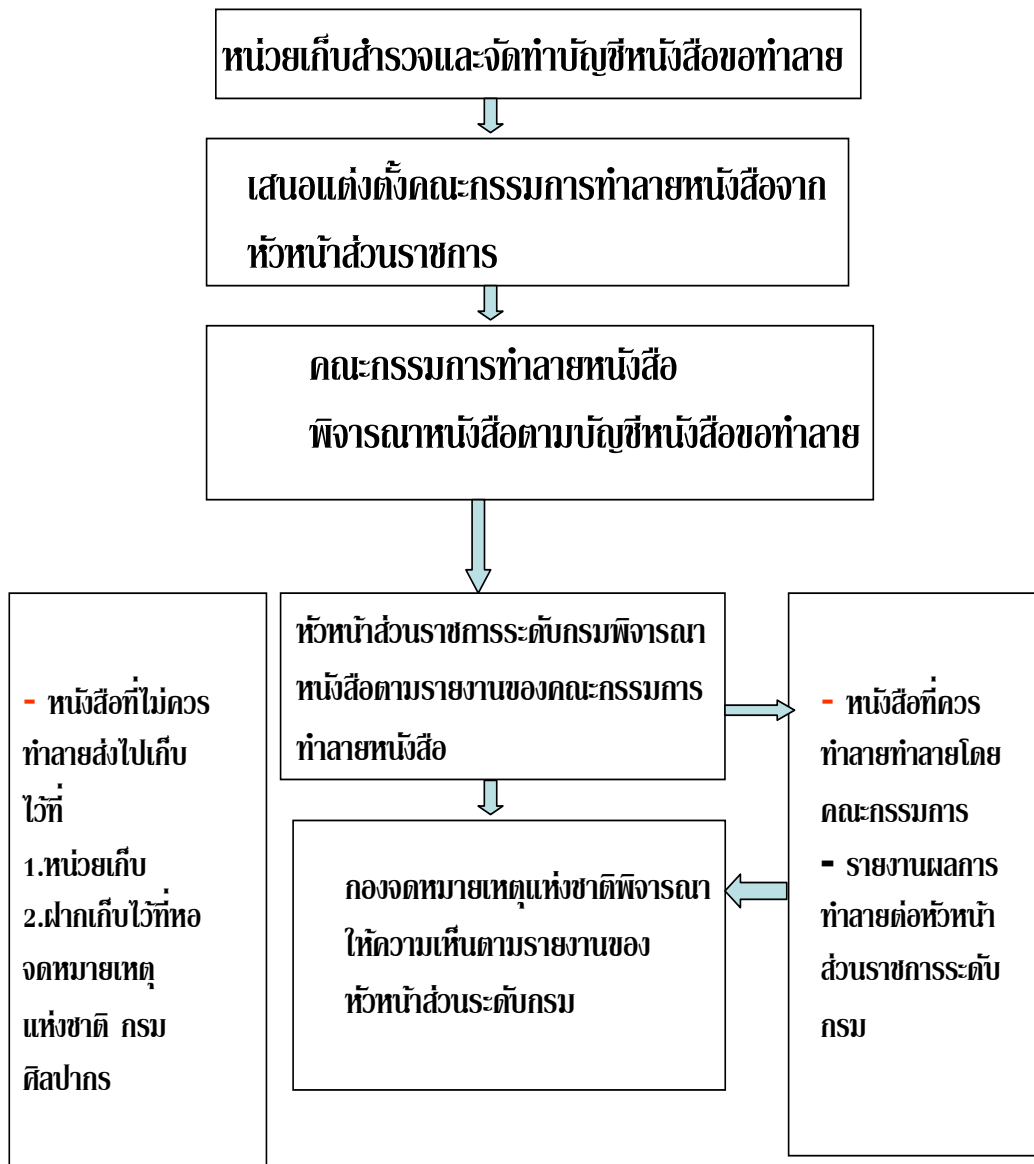 หน่วยเก็บสำรวจและจัดทำบัญชีหนังสือขอทำลาย
เสนอแต่งตั้งคณะกรรมการทำลายหนังสือจาก
หัวหน้าส่วนราชการ
คณะกรรมการทำลายหนังสือ
พิจารณาหนังสือตามบัญชีหนังสือขอทำลาย
หัวหน้าส่วนราชการระดับกรมพิจารณา
หนังสือตามรายงานของคณะกรรมการ
ทำลายหนังสือ
- หนังสือที่ไม่ควร
ทำลายส่งไปเก็บ
ไว้ที่
1.หน่วยเก็บ
2.ฝากเก็บไว้ที่หอ
จดหมายเหตุ
แห่งชาติ กรม
ศิลปากร
- หนังสือที่ควร
ทำลายทำลายโดย
คณะกรรมการ
- รายงานผลการ
ทำลายต่อหัวหน้า
ส่วนราชการระดับ
กรม
กองจดหมายเหตุแห่งชาติพิจารณา
ให้ความเห็นตามรายงานของ
หัวหน้าส่วนระดับกรม